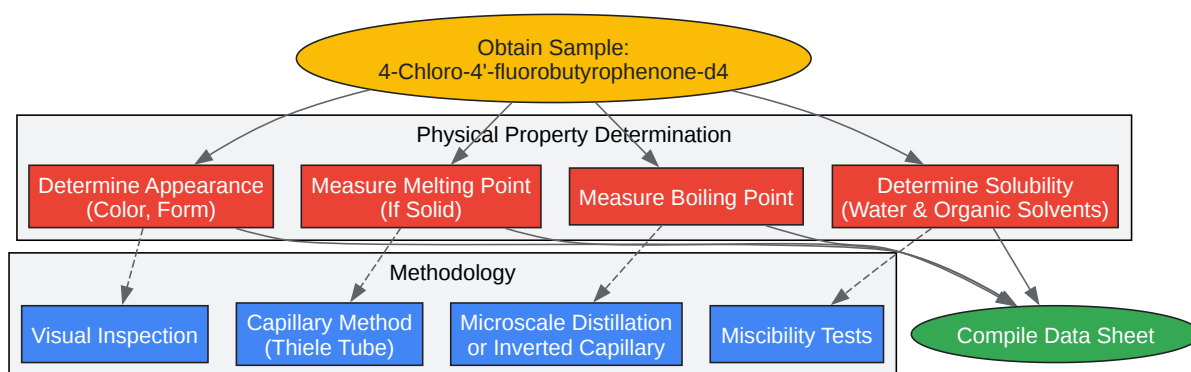 Obtain Sample:
4-Chloro-4'-fluorobutyrophenone-d4
Physical Property Determination
Determine Appearance
(Color, Form)
Measure Melting Point
(If Solid)
Measure Boiling Point
Determine Solubility
(Water & Organic Solvents)
Methodology
Visual Inspection
Capillary Method
(Thiele Tube)
Microscale Distillation
or Inverted Capillary
Miscibility Tests
Compile Data Sheet